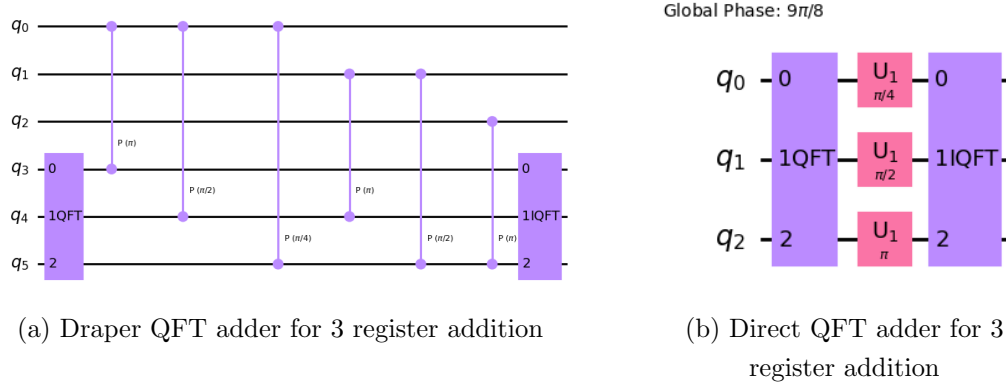 q0
q1
q2
q3
q4
q5
0
1QFT
2
P (π)
P (π/2)
P (π/4)
P (π)
P (π/2)
P (π)
0
1IQFT
2
(a) Draper QFT adder for 3 register addition
Global Phase: 9π/8
q0
q1
q2
0
1QFT
2
U1
π/4
U1
π/2
U1
π
0
1IQFT
2
(b) Direct QFT adder for 3
register addition